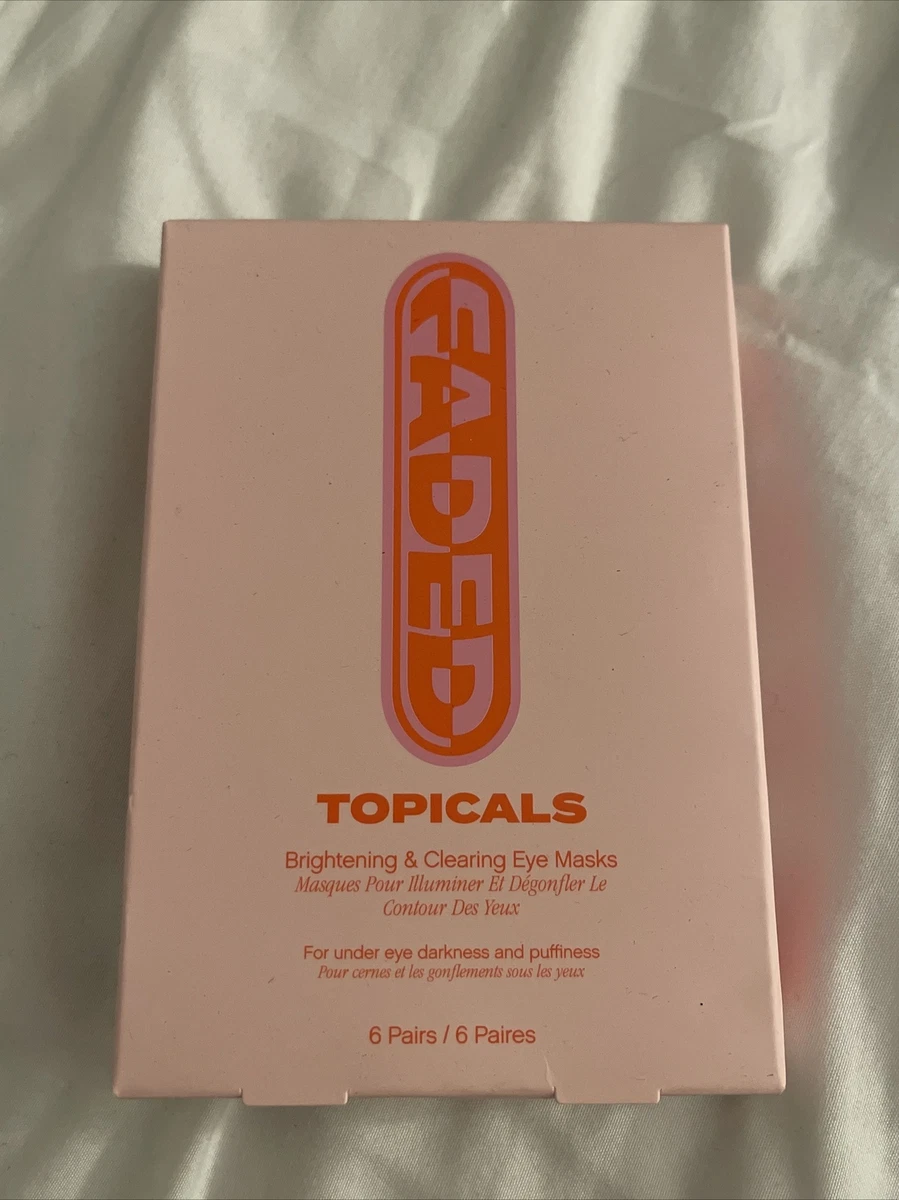 FADED
TOPICALS
Brightening & Clearing Eye Masks
Masques Pour Illuminer Et Dégonfler Le
Contour Des Yeux
For under eye darkness and puffiness
Pour cernes et les gonflements sous les yeux
6 Pairs / 6 Paires